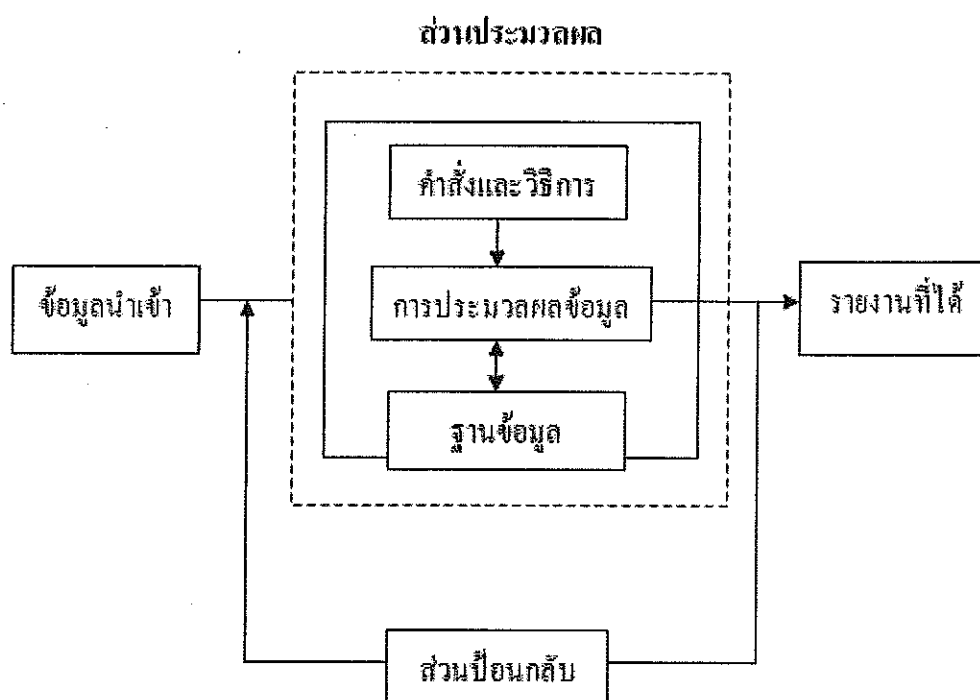 ส่วนประมวลผล
คำสั่งและวิธีการ
ข้อมูลนำเข้า
การประมวลผลข้อมูล
รายงานที่ได้
ฐานข้อมูล
ส่วนป้อนกลับ